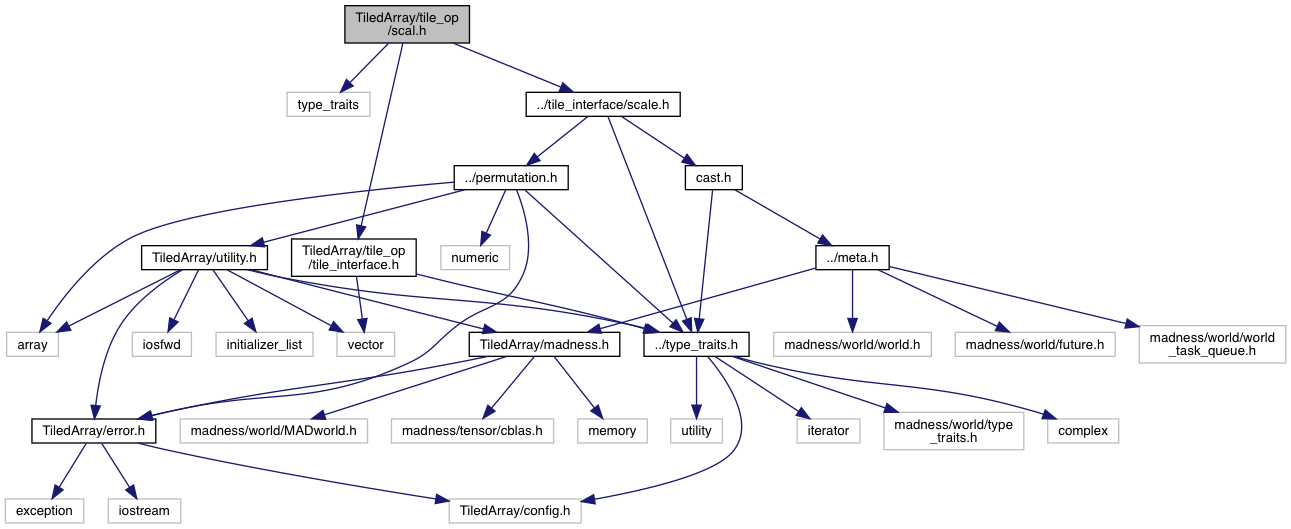 TiledArray/tile_op
/scal.h
type_traits
../tile_interface/scale.h
../permutation.h
cast.h
TiledArray/utility.h
TiledArray/tile_op
/tile_interface.h
numeric
../meta.h
array
iosfwd
initializer_list
vector
TiledArray/madness.h
../type_traits.h
madness/world/world.h
madness/world/future.h
madness/world/world
_task_queue.h
TiledArray/error.h
madness/world/MADworld.h
madness/tensor/cblas.h
memory
utility
iterator
madness/world/type
_traits.h
complex
exception
iostream
TiledArray/config.h